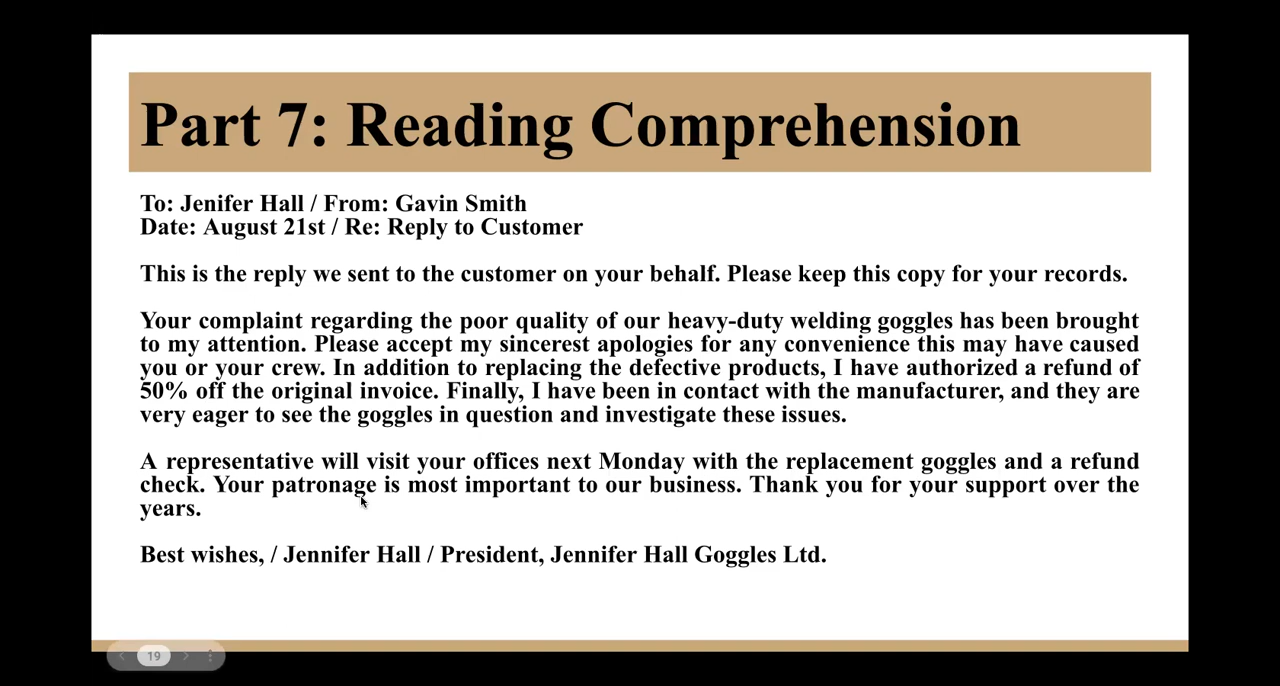 Part 7: Reading Comprehension
To: Jenifer Hall / From: Gavin Smith
Date: August 21st / Re: Reply to Customer
This is the reply we sent to the customer on your behalf. Please keep this copy for your records.
Your complaint regarding the poor quality of our heavy-duty welding goggles has been brought
to my attention. Please accept my sincerest apologies for any convenience this may have caused
you or your crew. In addition to replacing the defective products, I have authorized a refund of
50% off the original invoice. Finally, I have been in contact with the manufacturer, and they are
very eager to see the goggles in question and investigate these issues.
A representative will visit your offices next Monday with the replacement goggles and a refund
check. Your patronage is most important to our business. Thank you for your support over the
years.
Best wishes, / Jennifer Hall / President, Jennifer Hall Goggles Ltd.
19